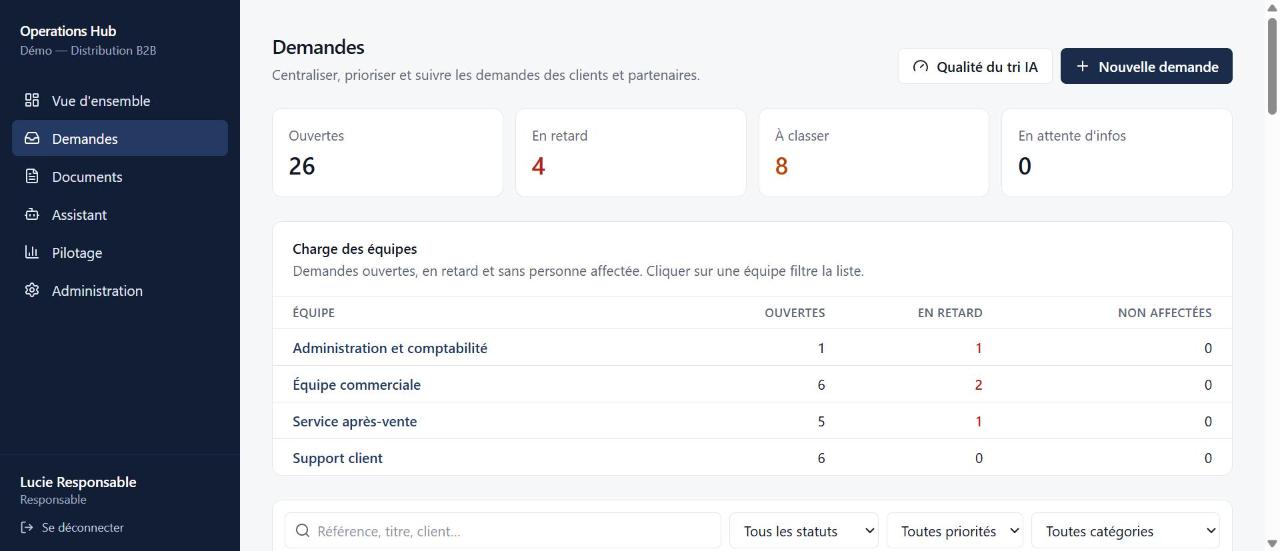 Operations Hub
Démo — Distribution B2B
Vue d'ensemble
Demandes
Documents
Assistant
Pilotage
Administration
Lucie Responsable
Responsable
Se déconnecter
Demandes
Centraliser, prioriser et suivre les demandes des clients et partenaires.
Qualité du tri IA
Nouvelle demande
Ouvertes
26
En retard
4
À classer
8
En attente d'infos
0
Charge des équipes
Demandes ouvertes, en retard et sans personne affectée. Cliquer sur une équipe filtre la liste.
ÉQUIPE OUVERTES EN RETARD NON AFFECTÉES
Administration et comptabilité 1 1 0
Équipe commerciale 6 2 0
Service après-vente 5 1 0
Support client 6 0 0
Référence, titre, client... Tous les statuts Toutes priorités Toutes catégories